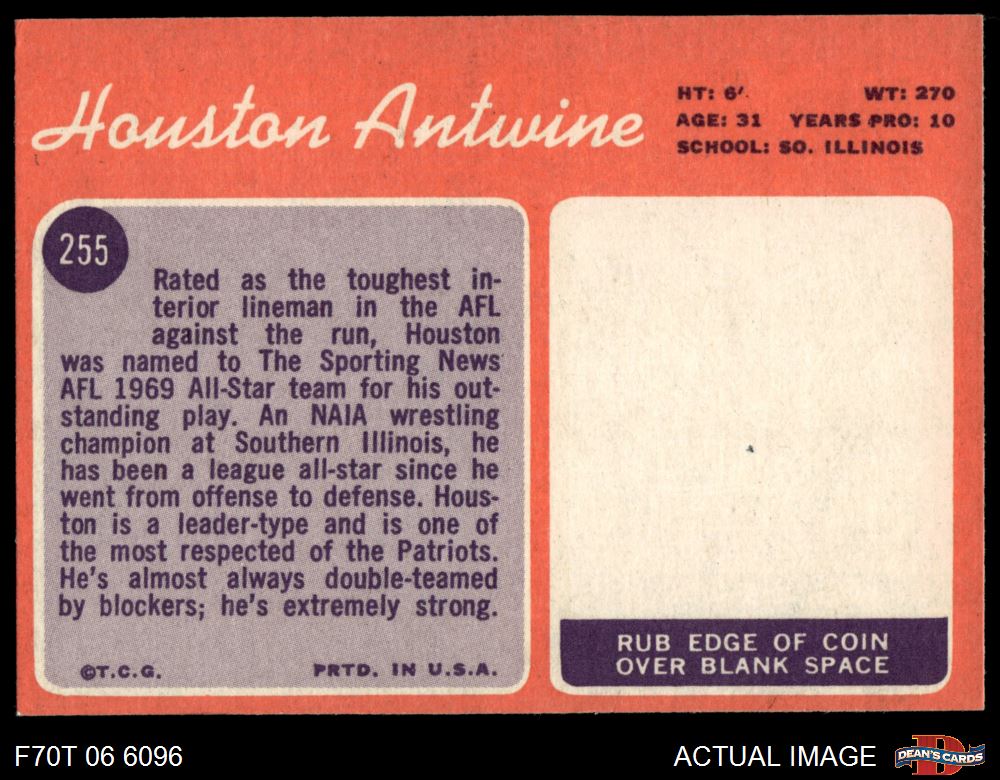 Houston Antwine
HT: 6' WT: 270
AGE: 31 YEARS PRO: 10
SCHOOL: SO. ILLINOIS
255
Rated as the toughest in-
terior lineman in the AFL
against the run, Houston
was named to The Sporting News
AFL 1969 All-Star team for his out-
standing play. An NAIA wrestling
champion at Southern Illinois, he
has been a league all-star since he
went from offense to defense. Hous-
ton is a leader-type and is one of
the most respected of the Patriots.
He's almost always double-teamed
by blockers; he's extremely strong.
©T.C.G. PRTD. IN U.S.A.
RUB EDGE OF COIN
OVER BLANK SPACE
F70T 06 6096
ACTUAL IMAGE
D
DEAN'S CARDS